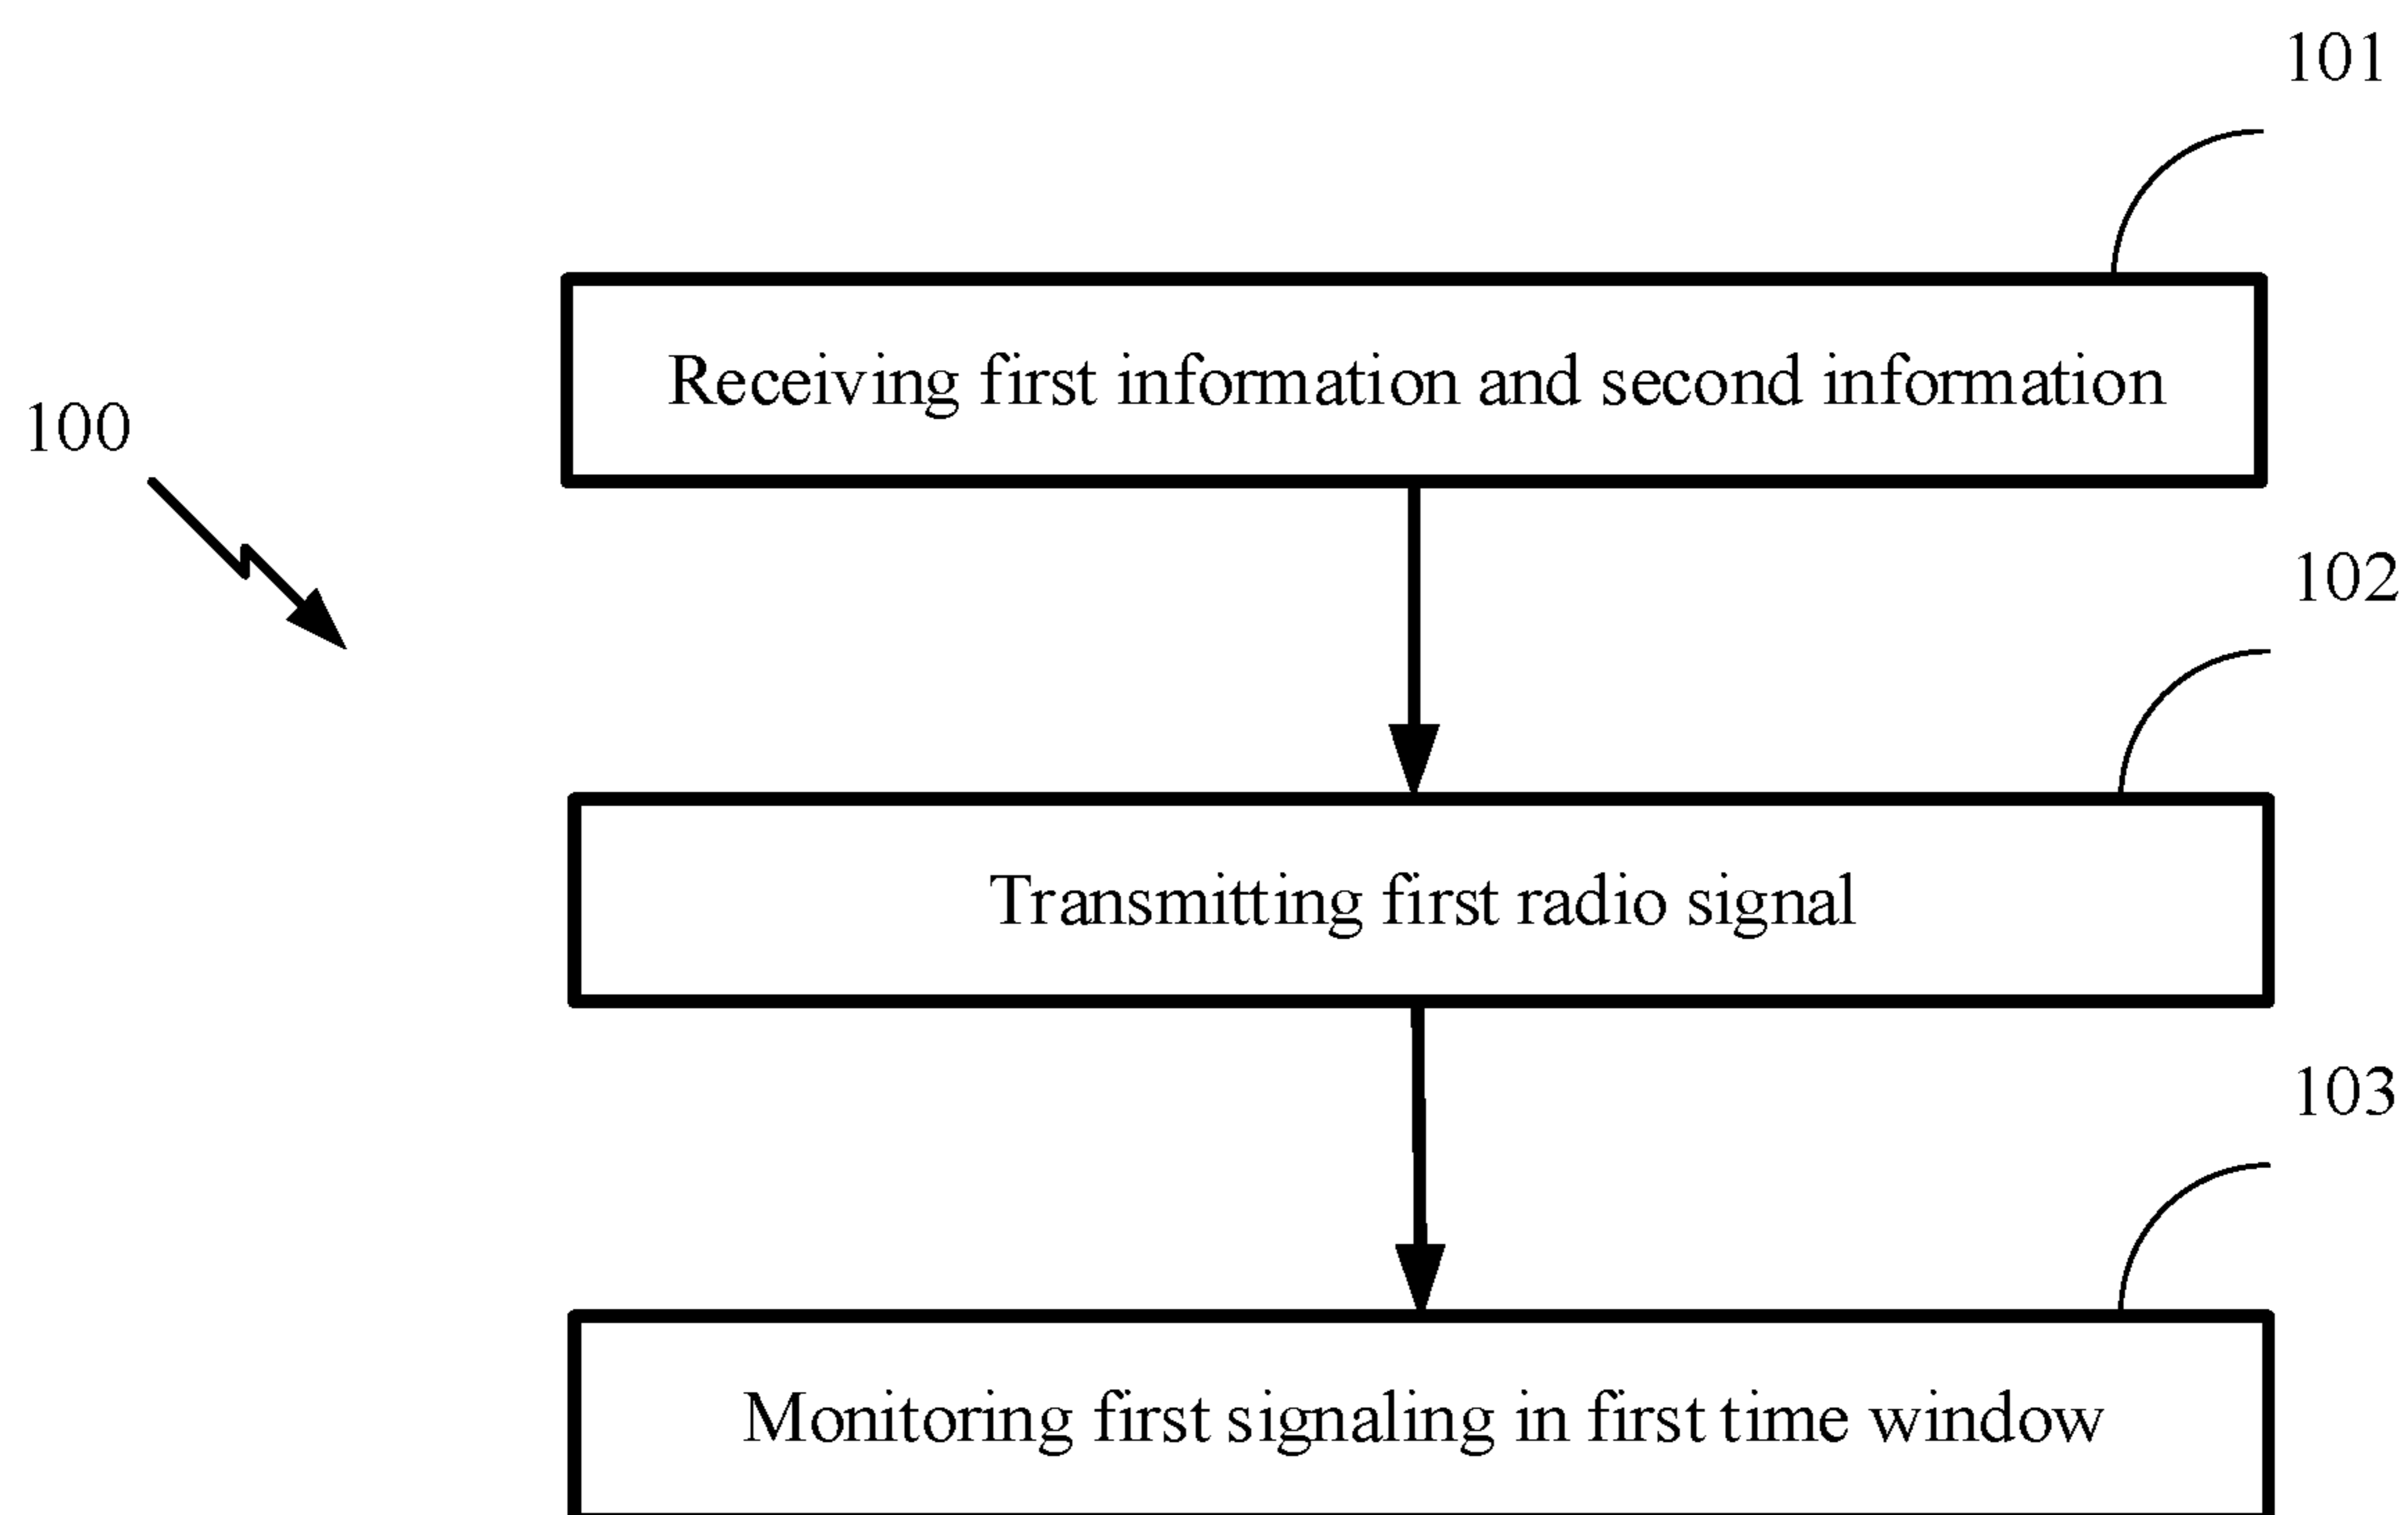 101
Receiving first information and second information
100
102
Transmitting first radio signal
103
Monitoring first signaling in first time window